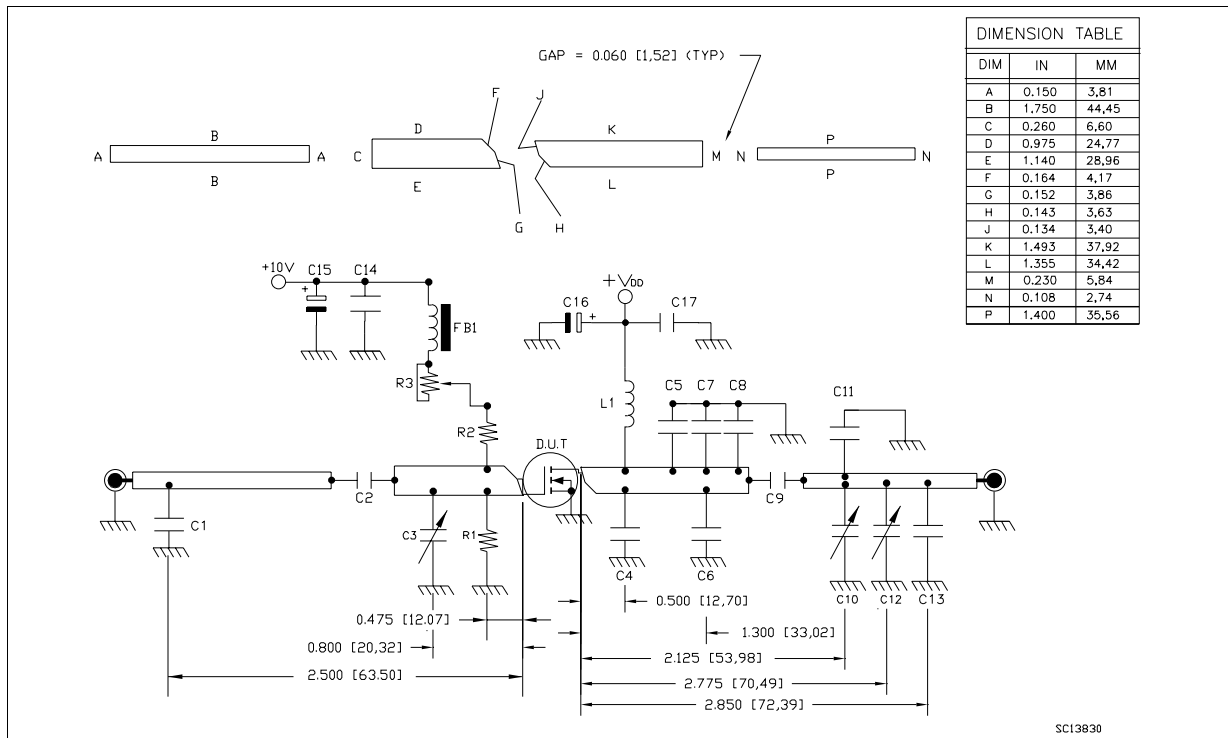 GAP = 0.060 [1,52] (TYP)
F
J
B
D
K
P
A
A
C
M
N
N
B
E
L
P
G
H
DIMENSION TABLE
DIM IN MM
A 0.150 3,81
B 1.750 44,45
C 0.260 6,60
D 0.975 24,77
E 1.140 28,96
F 0.164 4,17
G 0.152 3,86
H 0.143 3,63
J 0.134 3,40
K 1.493 37,92
L 1.355 34,42
M 0.230 5,84
N 0.108 2,74
P 1.400 35,56
+10V
C15
C14
+
FB1
R3
R2
+VDD
C16
+
C17
L1
C5
C7
C8
C11
D.U.T
C2
C9
C1
C3
R1
C4
C6
C10
C12
C13
0.475 [12.07]
0.500 [12,70]
0.800 [20,32]
1.300 [33,02]
2.500 [63.50]
2.125 [53,98]
2.775 [70,49]
2.850 [72,39]
SC13830